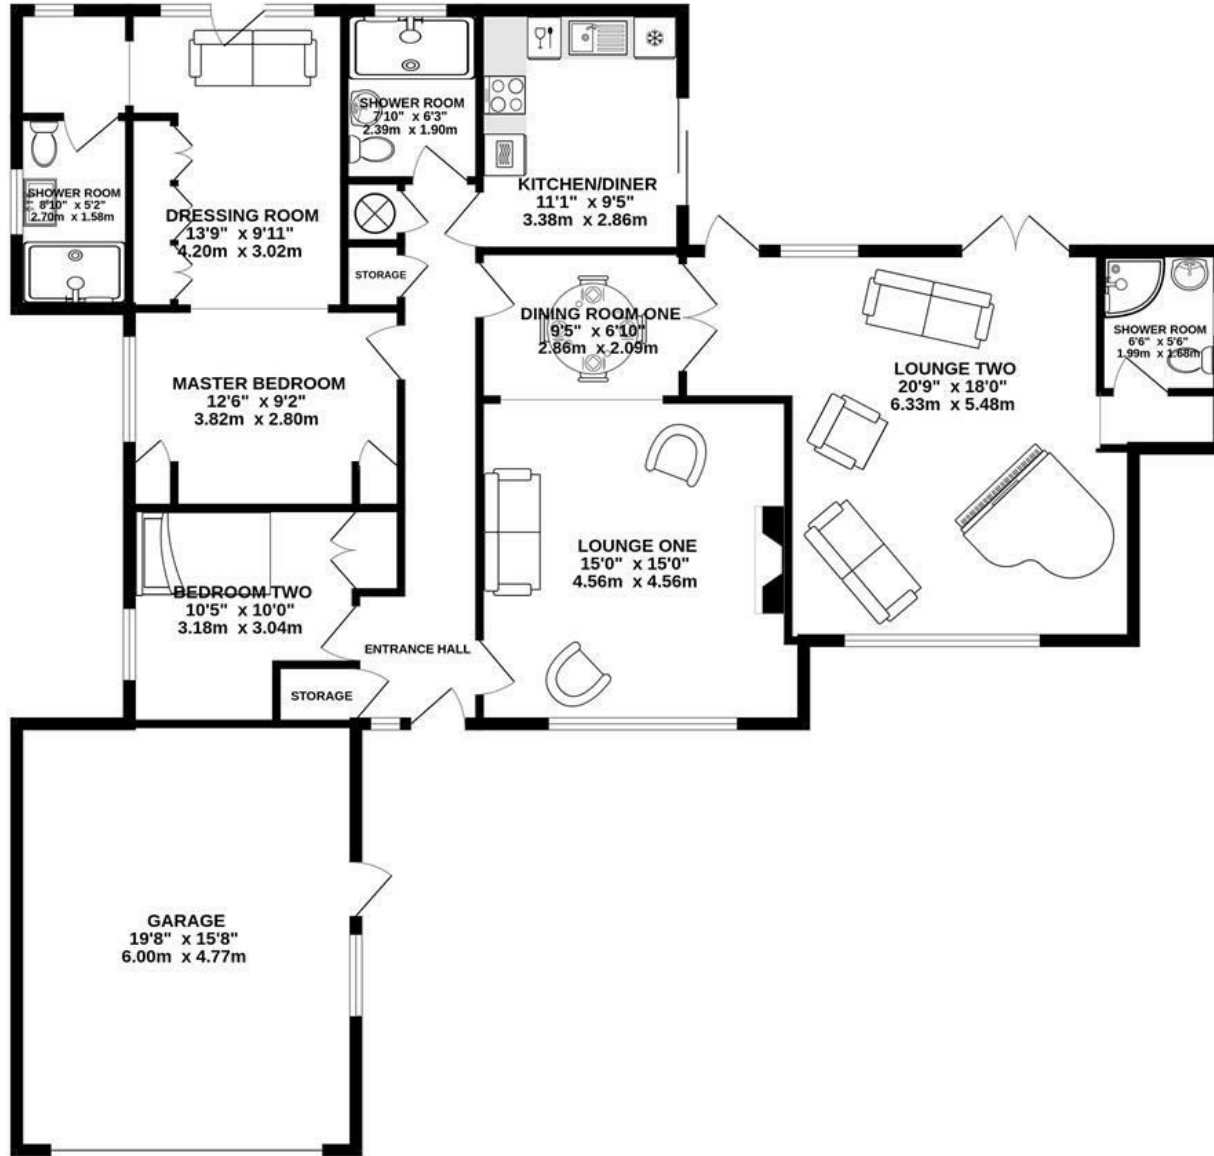 SHOWER ROOM
7'10" x 6'3"
2.39m x 1.90m
KITCHEN/DINER
11'1" x 9'5"
3.38m x 2.86m
SHOWER ROOM
8'10" x 5'2"
2.70m x 1.58m
DRESSING ROOM
13'9" x 9'11"
4.20m x 3.02m
STORAGE
DINING ROOM ONE
9'5" x 6'10"
2.86m x 2.09m
SHOWER ROOM
6'6" x 5'6"
1.99m x 1.68m
LOUNGE TWO
20'9" x 18'0"
6.33m x 5.48m
MASTER BEDROOM
12'6" x 9'2"
3.82m x 2.80m
LOUNGE ONE
15'0" x 15'0"
4.56m x 4.56m
BEDROOM TWO
10'5" x 10'0"
3.18m x 3.04m
ENTRANCE HALL
STORAGE
GARAGE
19'8" x 15'8"
6.00m x 4.77m